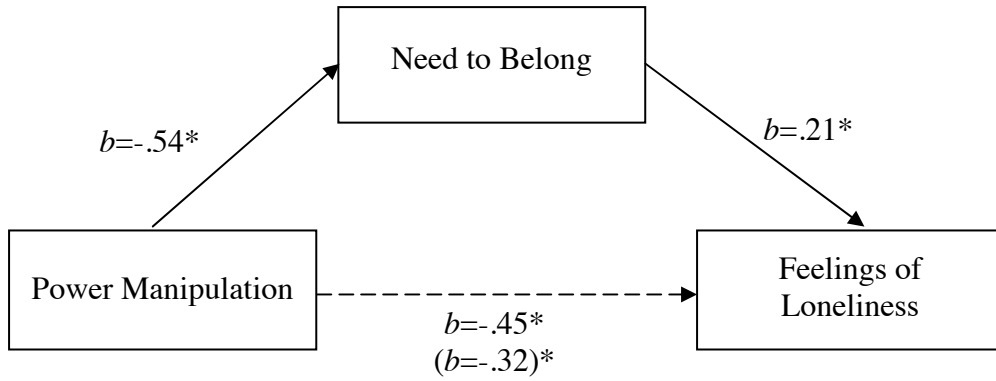 Need to Belong
b=-.54*
b=.21*
Power Manipulation
Feelings of
Loneliness
b=-.45*
(b=-.32)*